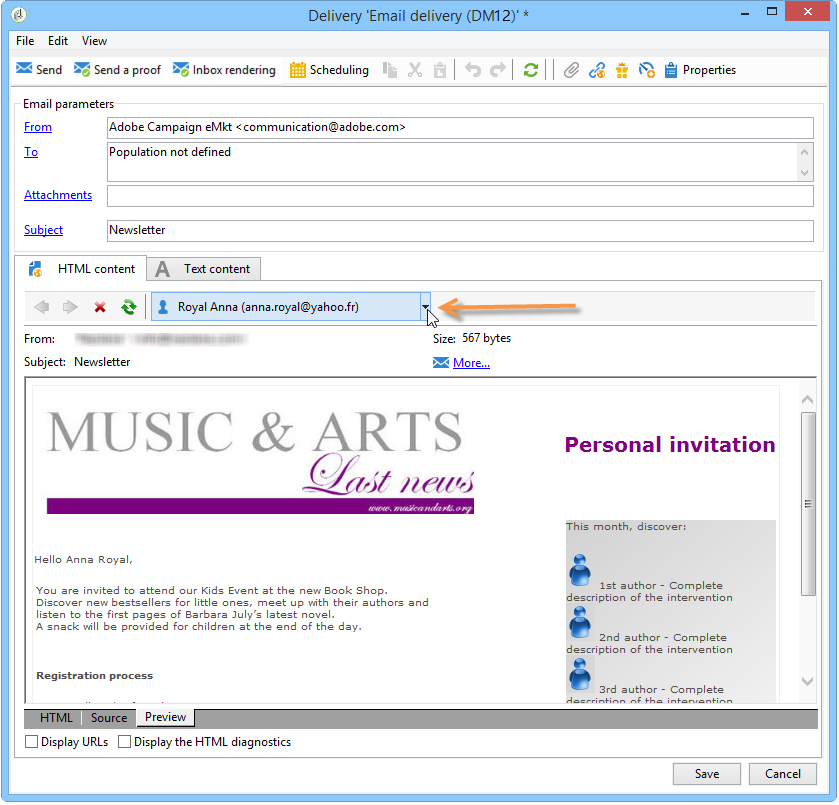 Delivery 'Email delivery (DM12)' *
File Edit View
Send Send a proof Inbox rendering Scheduling Properties
Email parameters
From Adobe Campaign eMkt <communication@adobe.com>
To Population not defined
Attachments
Subject Newsletter
HTML content A Text content
Royal Anna (anna.royal@yahoo.fr)
From: Size: 567 bytes
Subject: Newsletter More...
MUSIC & ARTS
Last news
www.musicandarts.org
Personal invitation
Hello Anna Royal,
You are invited to attend our Kids Event at the new Book Shop.
Discover new bestsellers for little ones, meet up with their authors and
listen to the first pages of Barbara July's latest novel.
A snack will be provided for children at the end of the day.
Registration process
This month, discover:
1st author - Complete
description of the intervention
2nd author - Complete
description of the intervention
3rd author - Complete
description of the intervention
HTML Source Preview
Display URLs Display the HTML diagnostics
Save Cancel